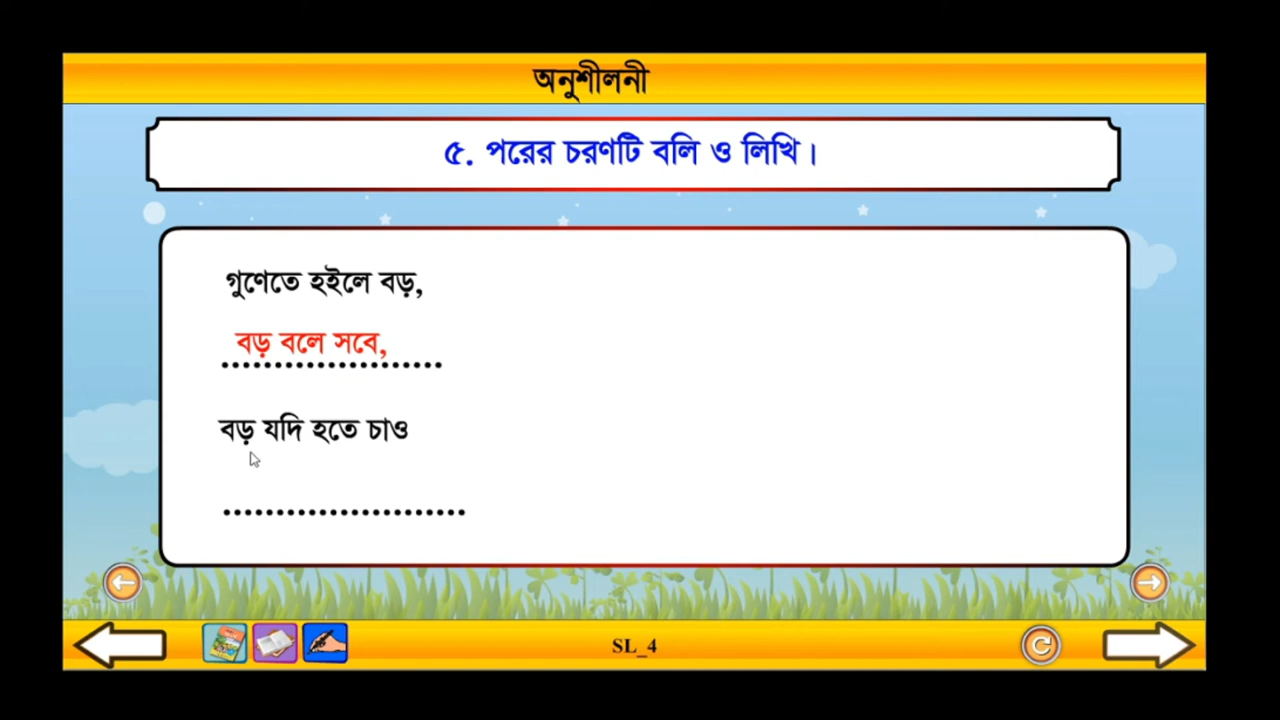 অনুশীলনী
৫. পরের চরণটি বলি ও লিখি।
গুণেতে হইলে বড়,
বড় বলে সবে,
.....................
বড় যদি হতে চাও
.......................
SL_4